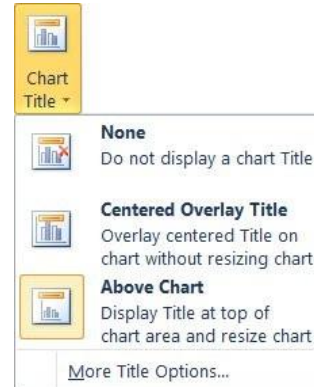 Chart
Title
None
Do not display a chart Title
Centered Overlay Title
Overlay centered Title on
chart without resizing chart
Above Chart
Display Title at top of
chart area and resize chart
More Title Options...